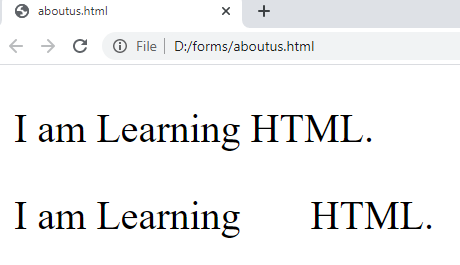 aboutus.html
File | D:/forms/aboutus.html
I am Learning HTML.
I am Learning      HTML.